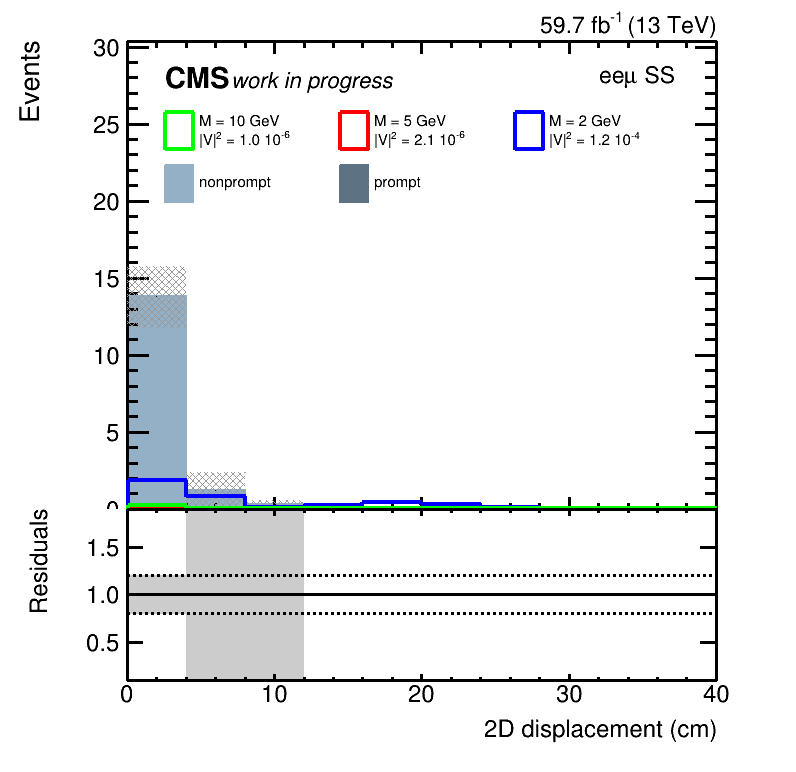 59.7 fb⁻¹ (13 TeV)
Events
CMS work in progress
eeμ SS
M = 10 GeV
|V|² = 1.0 10⁻⁶
M = 5 GeV
|V|² = 2.1 10⁻⁶
M = 2 GeV
|V|² = 1.2 10⁻⁴
nonprompt
prompt
30
25
20
15
10
5
0
Residuals
1.5
1.0
0.5
0 10 20 30 40
2D displacement (cm)